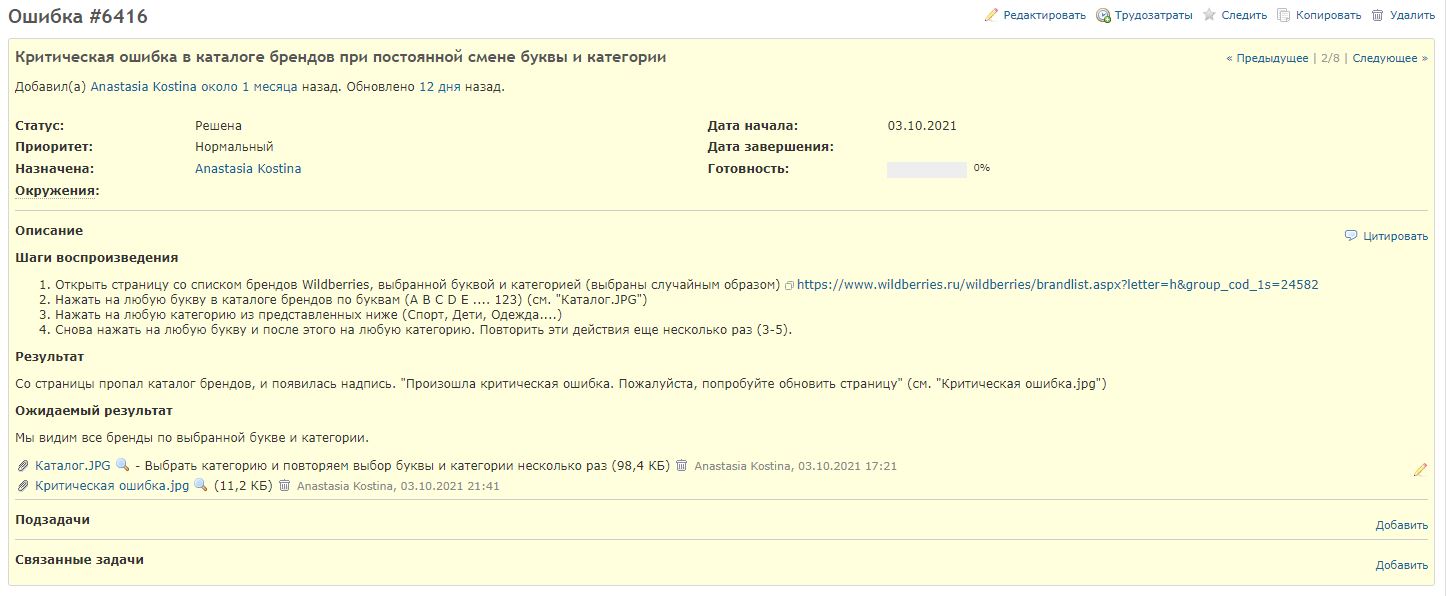 Ошибка #6416
Редактировать Трудозатраты Следить Копировать Удалить
Критическая ошибка в каталоге брендов при постоянной смене буквы и категории
« Предыдущее | 2/8 | Следующее »
Добавил(а) Anastasia Kostina около 1 месяца назад. Обновлено 12 дня назад.
Статус: Решена Дата начала: 03.10.2021
Приоритет: Нормальный Дата завершения:
Назначена: Anastasia Kostina Готовность: 0%
Окружения:
Описание
Цитировать
Шаги воспроизведения
1. Открыть страницу со списком брендов Wildberries, выбранной буквой и категорией (выбраны случайным образом) https://www.wildberries.ru/wildberries/brandlist.aspx?letter=h&group_cod_1s=24582
2. Нажать на любую букву в каталоге брендов по буквам (A B C D E .... 123) (см. "Каталог.JPG")
3. Нажать на любую категорию из представленных ниже (Спорт, Дети, Одежда....)
4. Снова нажать на любую букву и после этого на любую категорию. Повторить эти действия еще несколько раз (3-5).
Результат
Со страницы пропал каталог брендов, и появилась надпись. "Произошла критическая ошибка. Пожалуйста, попробуйте обновить страницу" (см. "Критическая ошибка.jpg")
Ожидаемый результат
Мы видим все бренды по выбранной букве и категории.
Каталог.JPG - Выбрать категорию и повторяем выбор буквы и категории несколько раз (98,4 КБ) Anastasia Kostina, 03.10.2021 17:21
Критическая ошибка.jpg (11,2 КБ) Anastasia Kostina, 03.10.2021 21:41
Подзадачи
Добавить
Связанные задачи
Добавить